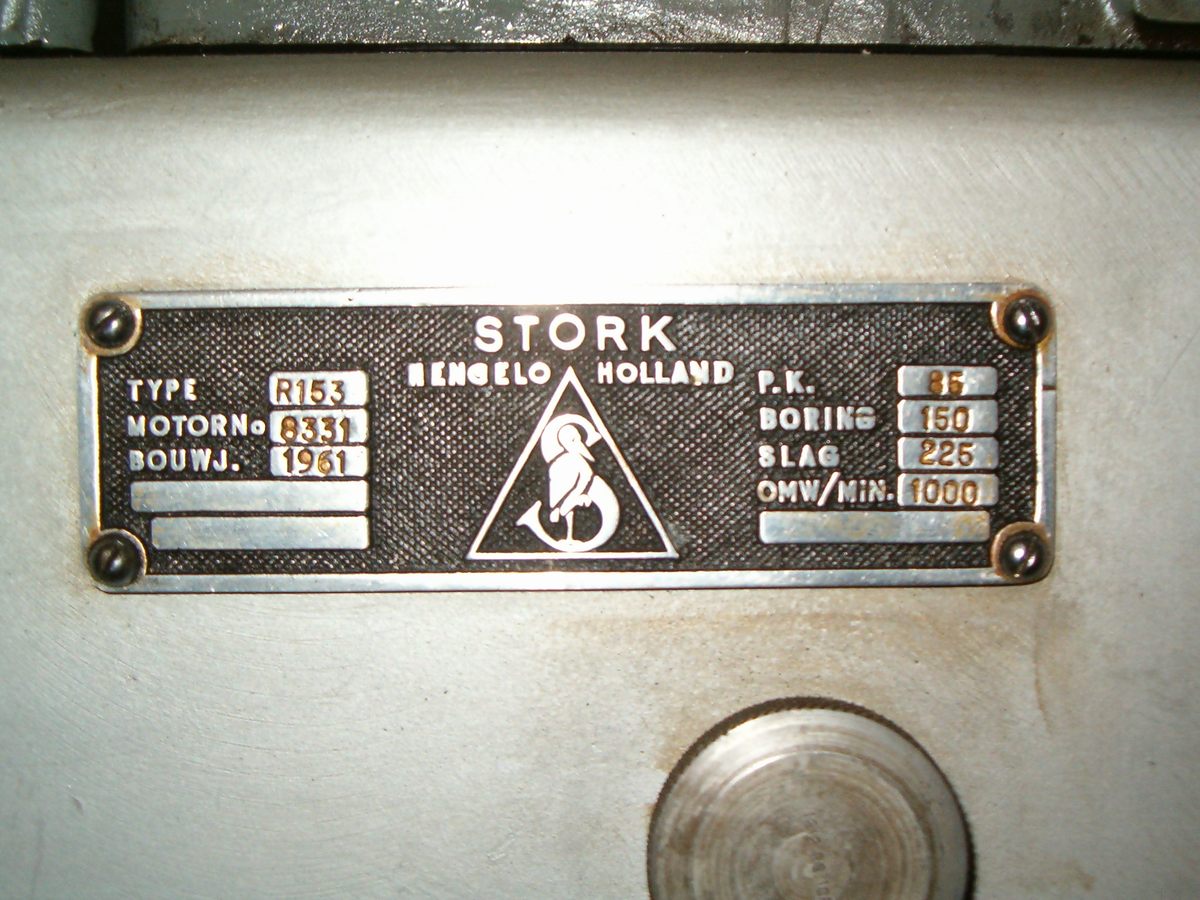 STORK
HENGELO HOLLAND
TYPE R153
MOTORNo 8331
BOUWJ. 1961
P.K. 85
BORING 150
SLAG 225
OMW/MIN. 1000